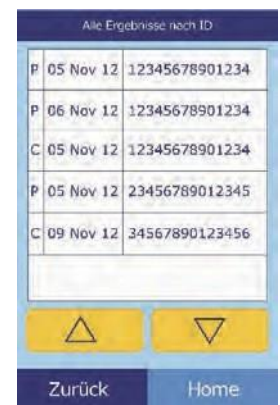 Alle Ergebnisse nach ID
P 05 Nov 12 12345678901234
P 06 Nov 12 12345678901234
C 05 Nov 12 12345678901234
P 05 Nov 12 23456789012345
C 09 Nov 12 34567890123456
Zurück Home